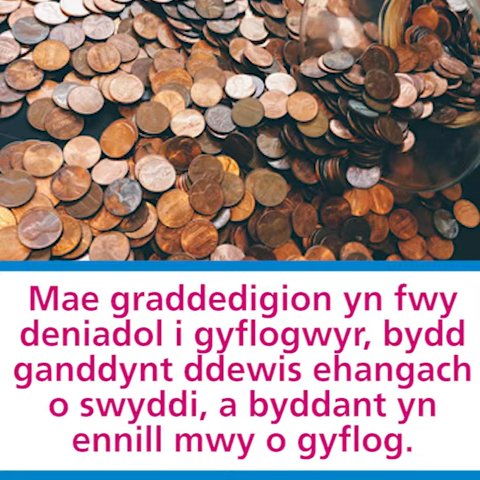 Mae graddedigion yn fwy
deniadol i gyflogwyr, bydd
ganddynt ddewis ehangach
o swyddi, a byddant yn
ennill mwy o gyflog.